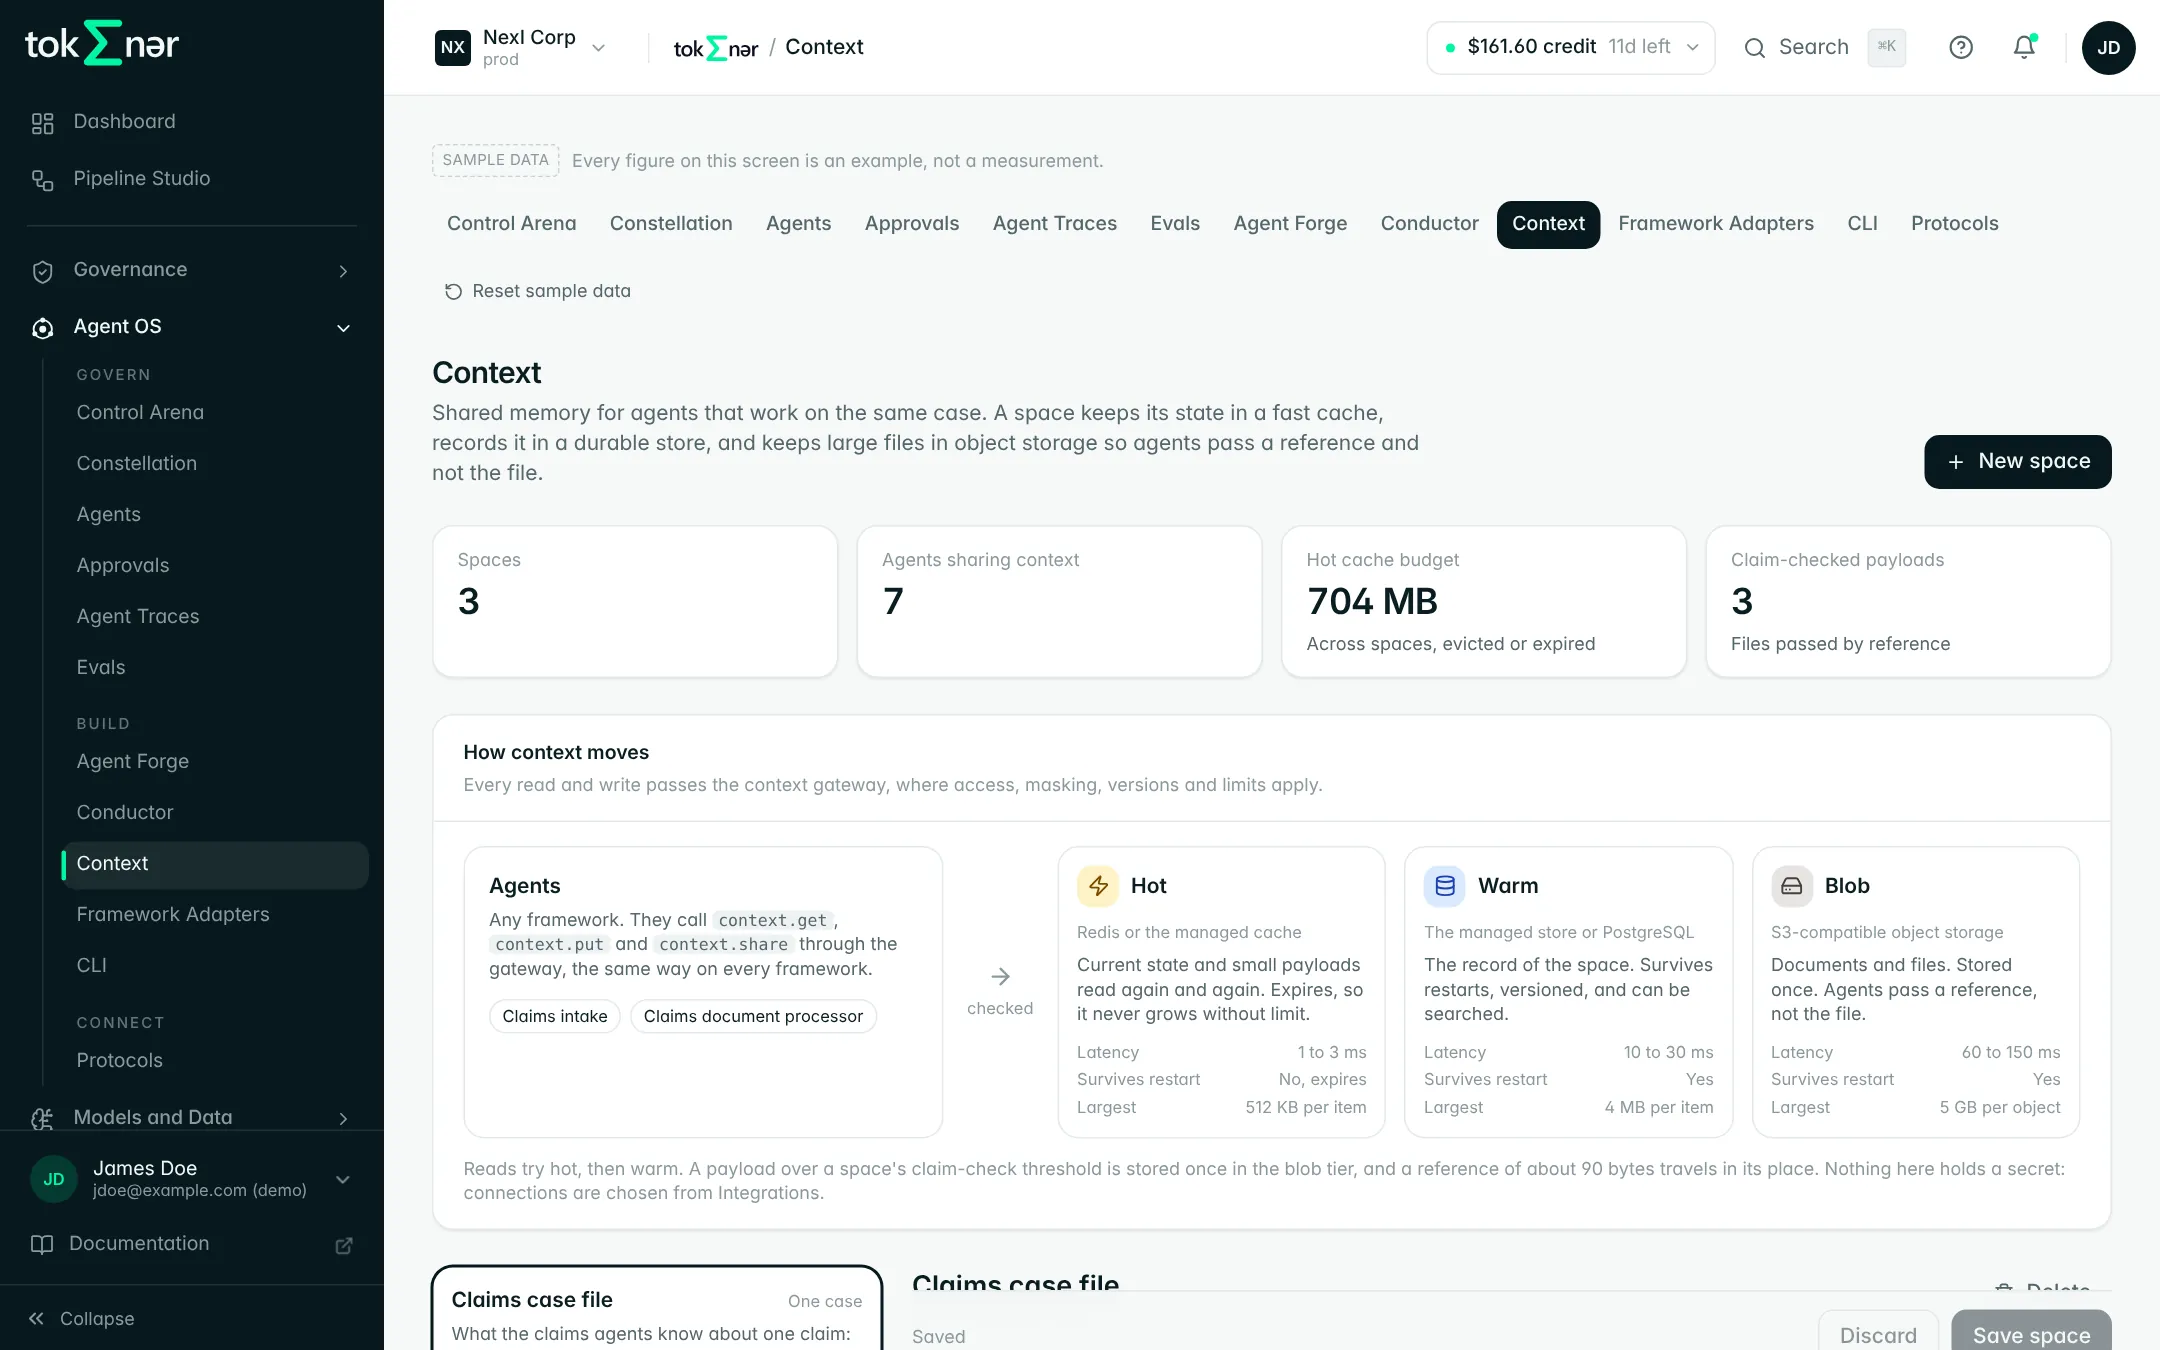 tokΣnər
Dashboard
Pipeline Studio
Governance
Agent OS
GOVERN
Control Arena
Constellation
Agents
Approvals
Agent Traces
Evals
BUILD
Agent Forge
Conductor
Context
Framework Adapters
CLI
CONNECT
Protocols
Models and Data
JD
James Doe
jdoe@example.com (demo)
Documentation
Collapse
NX
Nexl Corp
prod
tokΣnər / Context
$161.60 credit 11d left
Search ⌘K
JD
SAMPLE DATA Every figure on this screen is an example, not a measurement.
Control Arena Constellation Agents Approvals Agent Traces Evals Agent Forge Conductor Context Framework Adapters CLI Protocols
Reset sample data
Context
Shared memory for agents that work on the same case. A space keeps its state in a fast cache,
records it in a durable store, and keeps large files in object storage so agents pass a reference and
not the file.
+ New space
Spaces
3
Agents sharing context
7
Hot cache budget
704 MB
Across spaces, evicted or expired
Claim-checked payloads
3
Files passed by reference
How context moves
Every read and write passes the context gateway, where access, masking, versions and limits apply.
Agents
Any framework. They call context.get,
context.put and context.share through the
gateway, the same way on every framework.
Claims intake Claims document processor
checked
Hot
Redis or the managed cache
Current state and small payloads
read again and again. Expires, so
it never grows without limit.
Latency 1 to 3 ms
Survives restart No, expires
Largest 512 KB per item
Warm
The managed store or PostgreSQL
The record of the space. Survives
restarts, versioned, and can be
searched.
Latency 10 to 30 ms
Survives restart Yes
Largest 4 MB per item
Blob
S3-compatible object storage
Documents and files. Stored
once. Agents pass a reference,
not the file.
Latency 60 to 150 ms
Survives restart Yes
Largest 5 GB per object
Reads try hot, then warm. A payload over a space's claim-check threshold is stored once in the blob tier, and a reference of about 90 bytes travels in its place. Nothing here holds a secret:
connections are chosen from Integrations.
Claims case file One case
What the claims agents know about one claim:
Claims case file
Delete
Saved
Discard
Save space